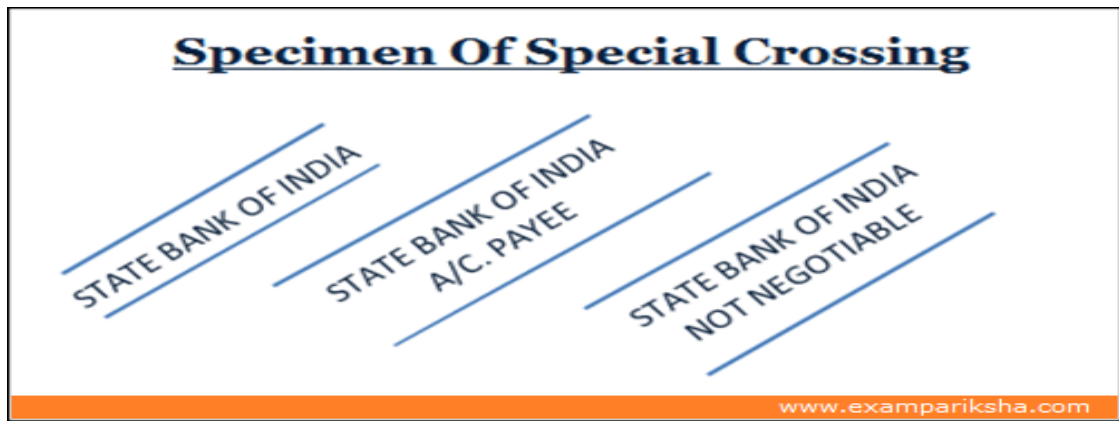 Specimen Of Special Crossing
STATE BANK OF INDIA
STATE BANK OF INDIA
A/C. PAYEE
STATE BANK OF INDIA
NOT NEGOTIABLE
www.exampariksha.com